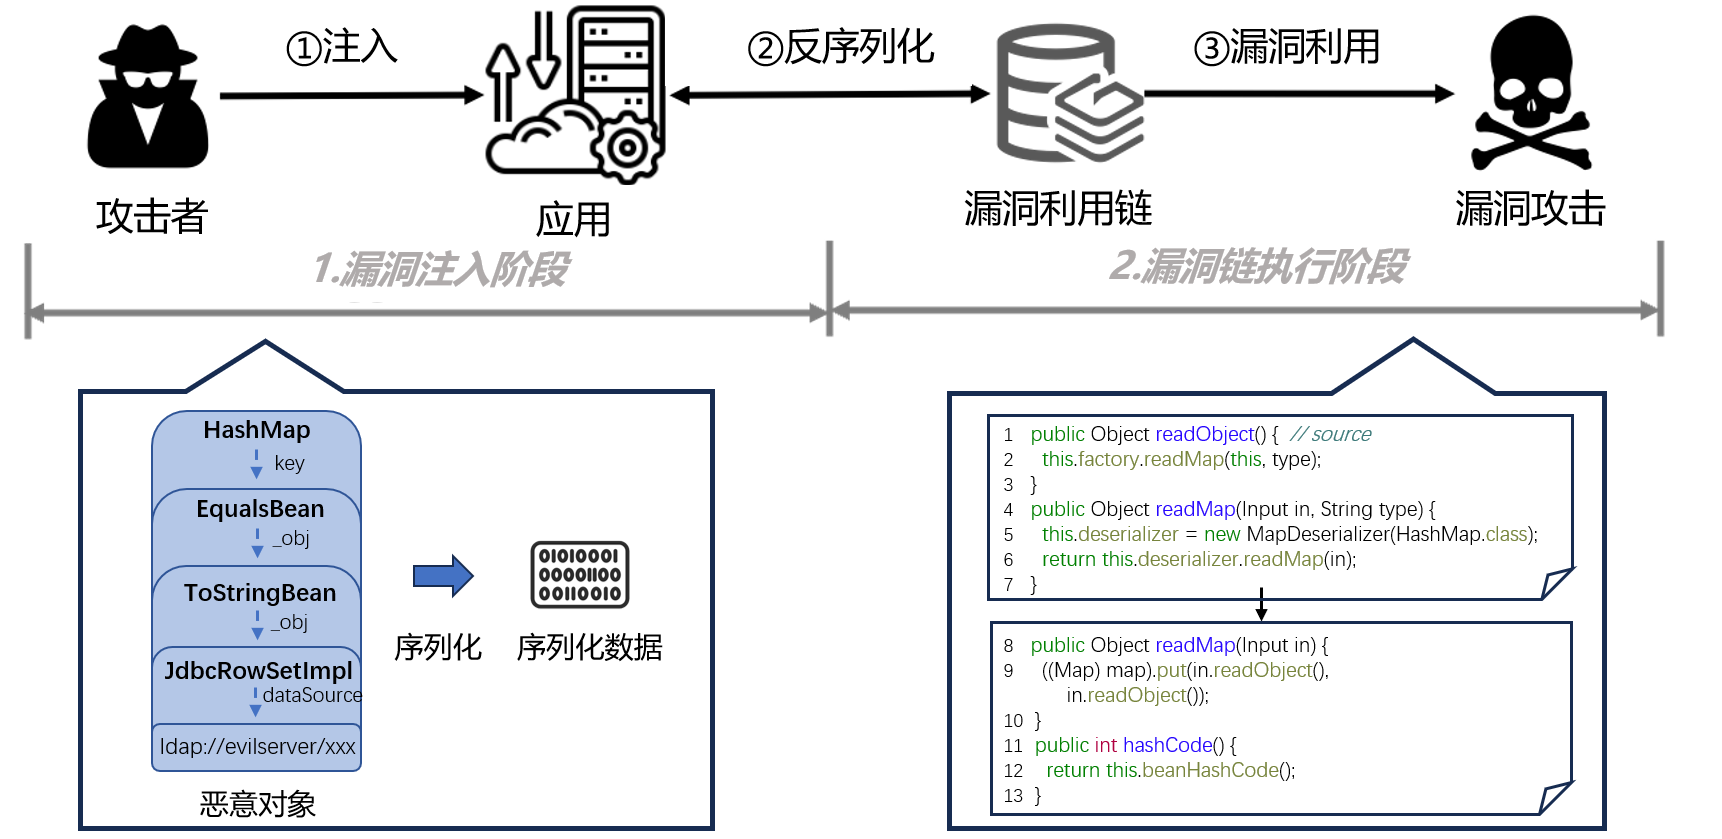 ①注入
②反序列化
③漏洞利用
攻击者
应用
漏洞利用链
漏洞攻击
1.漏洞注入阶段
2.漏洞链执行阶段
HashMap
key
EqualsBean
_obj
ToStringBean
_obj
JdbcRowSetImpl
dataSource
ldap://evilserver/xxx
恶意对象
序列化
01010001
00001100
00110010
序列化数据
1 public Object readObject() { // source
2 this.factory.readMap(this, type);
3 }
4 public Object readMap(Input in, String type) {
5 this.deserializer = new MapDeserializer(HashMap.class);
6 return this.deserializer.readMap(in);
7 }
8 public Object readMap(Input in) {
9 ((Map) map).put(in.readObject(),
in.readObject());
10 }
11 public int hashCode() {
12 return this.beanHashCode();
13 }